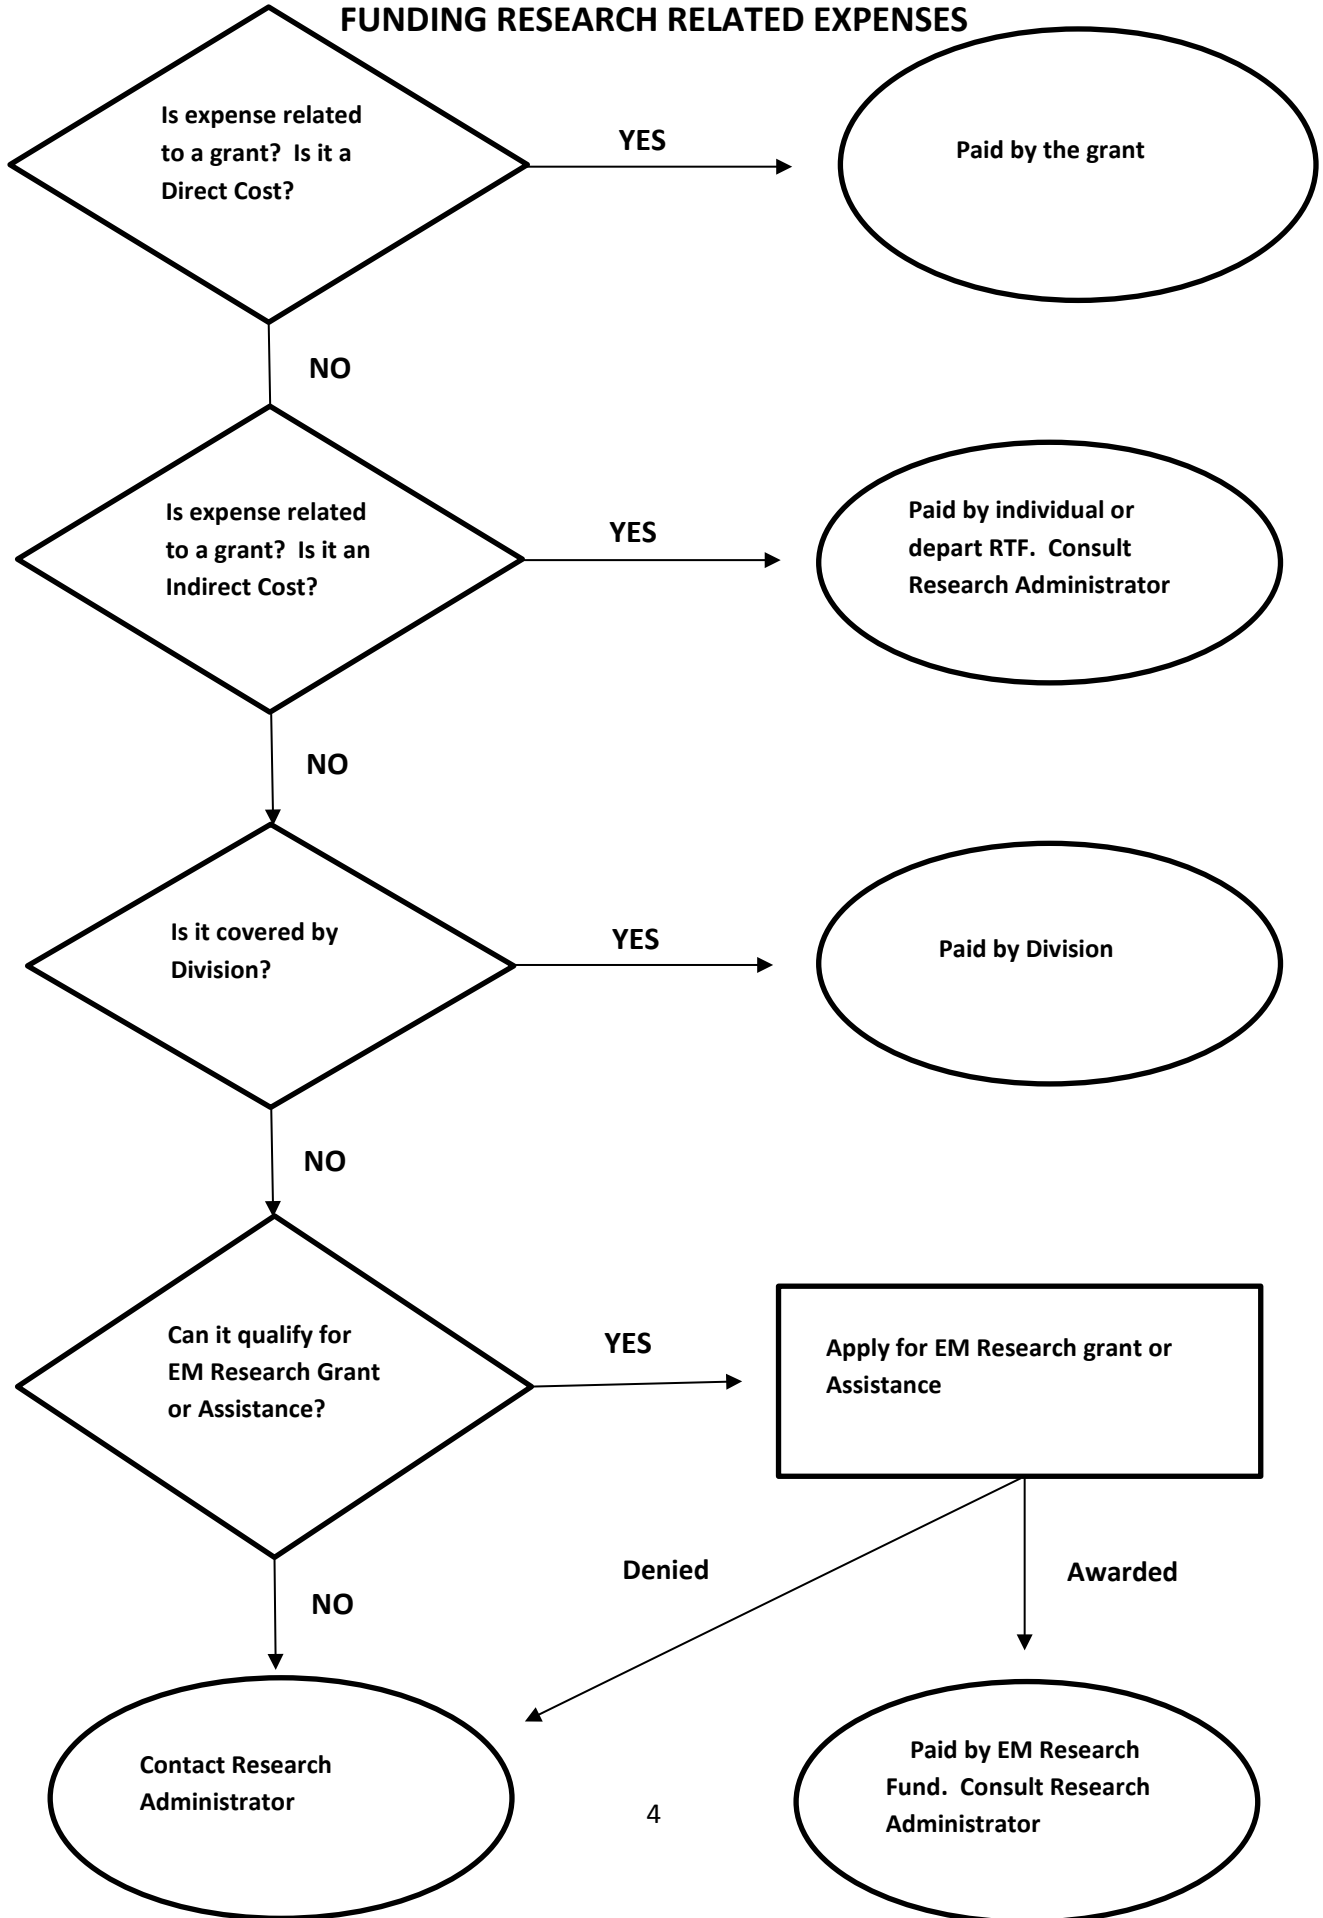 FUNDING RESEARCH RELATED EXPENSES
Is expense related
to a grant?  Is it a
Direct Cost?
YES
Paid by the grant
NO
Is expense related
to a grant?  Is it an
Indirect Cost?
YES
Paid by individual or
depart RTF.  Consult
Research Administrator
NO
Is it covered by
Division?
YES
Paid by Division
NO
Can it qualify for
EM Research Grant
or Assistance?
YES
Apply for EM Research grant or
Assistance
Denied
Awarded
NO
Contact Research
Administrator
Paid by EM Research
Fund.  Consult Research
Administrator
4